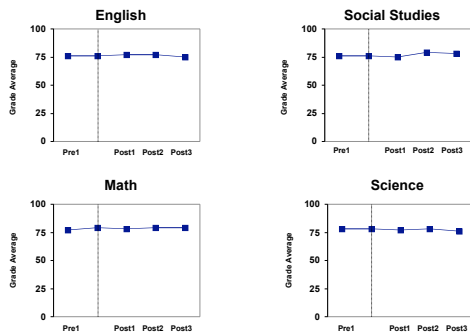 English
Grade Average
100
75
50
25
0
Pre1 Post1 Post2 Post3
Social Studies
Grade Average
100
75
50
25
0
Pre1 Post1 Post2 Post3
Math
Grade Average
100
75
50
25
0
Pre1 Post1 Post2 Post3
Science
Grade Average
100
75
50
25
0
Pre1 Post1 Post2 Post3